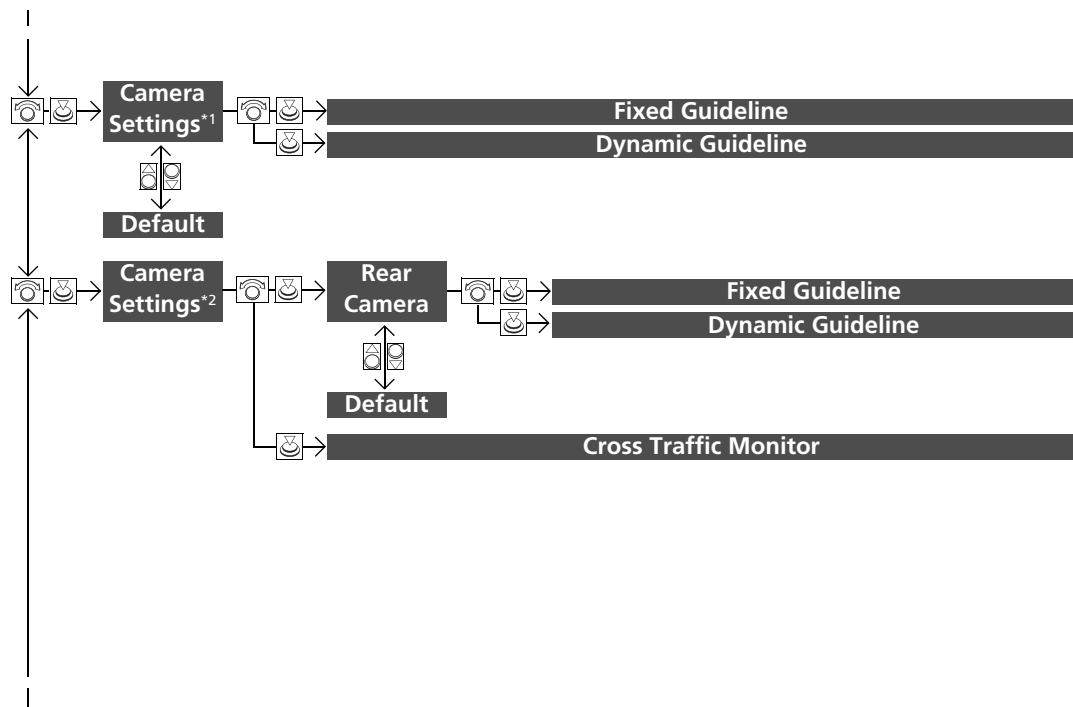 Camera
Settings*1
Fixed Guideline
Dynamic Guideline
Default
Camera
Settings*2
Rear
Camera
Fixed Guideline
Dynamic Guideline
Default
Cross Traffic Monitor